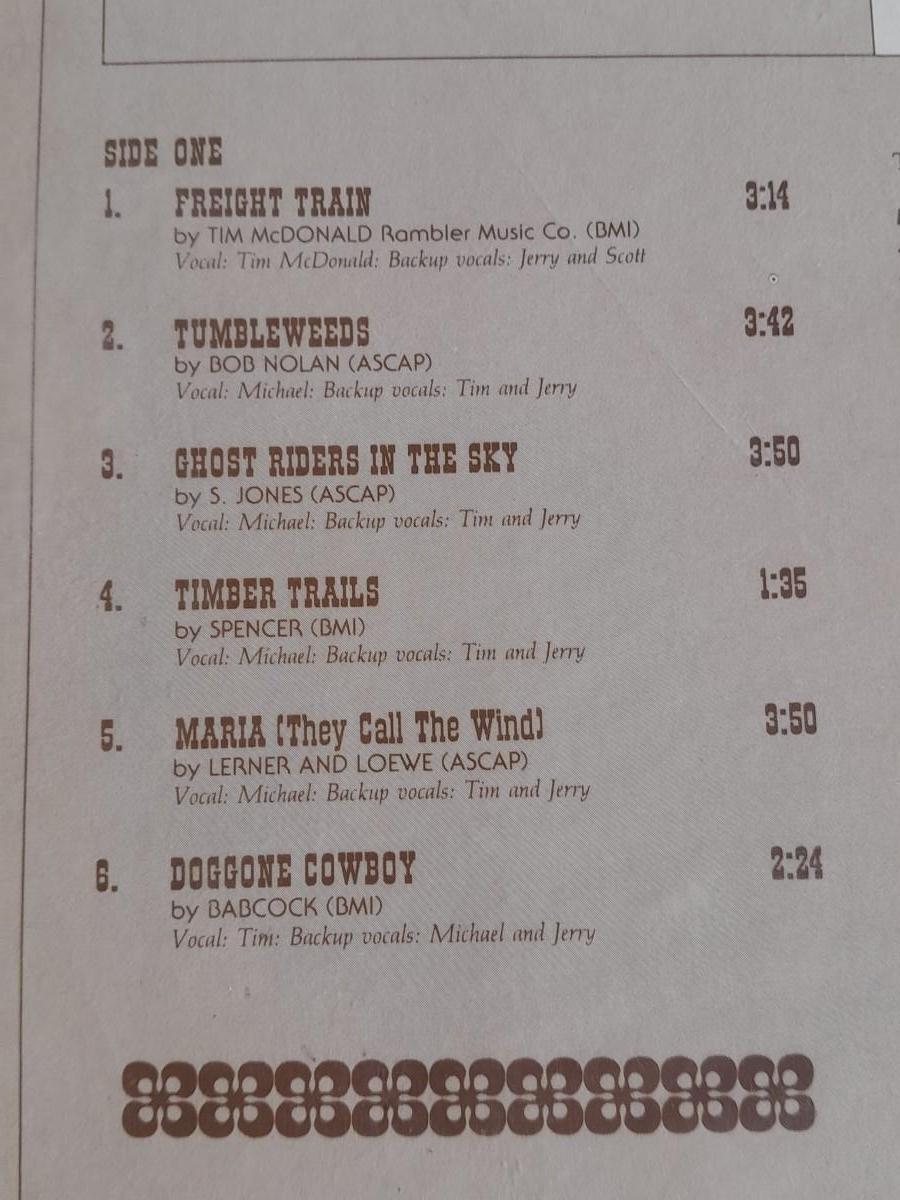 SIDE ONE
1. FREIGHT TRAIN 3:14
by TIM McDONALD Rambler Music Co. (BMI)
Vocal: Tim McDonald: Backup vocals: Jerry and Scott
2. TUMBLEWEEDS 3:42
by BOB NOLAN (ASCAP)
Vocal: Michael: Backup vocals: Tim and Jerry
3. GHOST RIDERS IN THE SKY 3:50
by S. JONES (ASCAP)
Vocal: Michael: Backup vocals: Tim and Jerry
4. TIMBER TRAILS 1:35
by SPENCER (BMI)
Vocal: Michael: Backup vocals: Tim and Jerry
5. MARIA (They Call The Wind) 3:50
by LERNER AND LOEWE (ASCAP)
Vocal: Michael: Backup vocals: Tim and Jerry
6. DOGGONE COWBOY 2:24
by BABCOCK (BMI)
Vocal: Tim: Backup vocals: Michael and Jerry